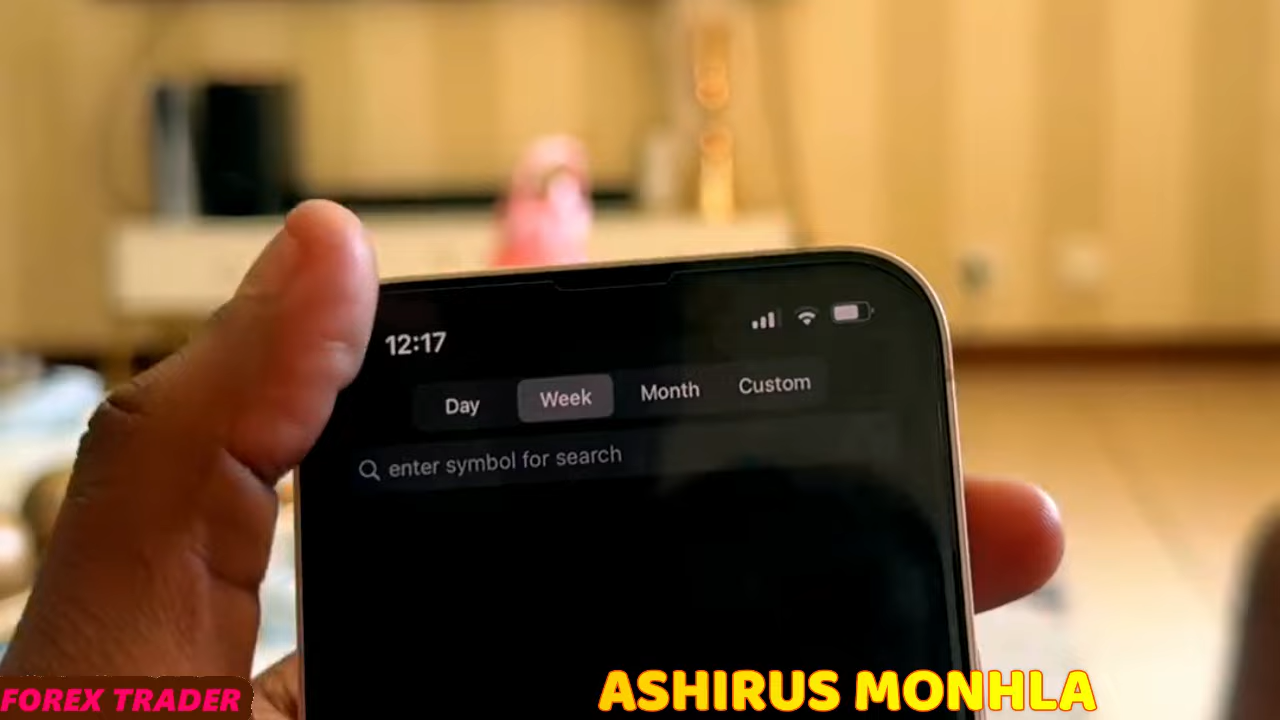 12:17
Day Week Month Custom
enter symbol for search
FOREX TRADER
ASHIRUS MONHLA